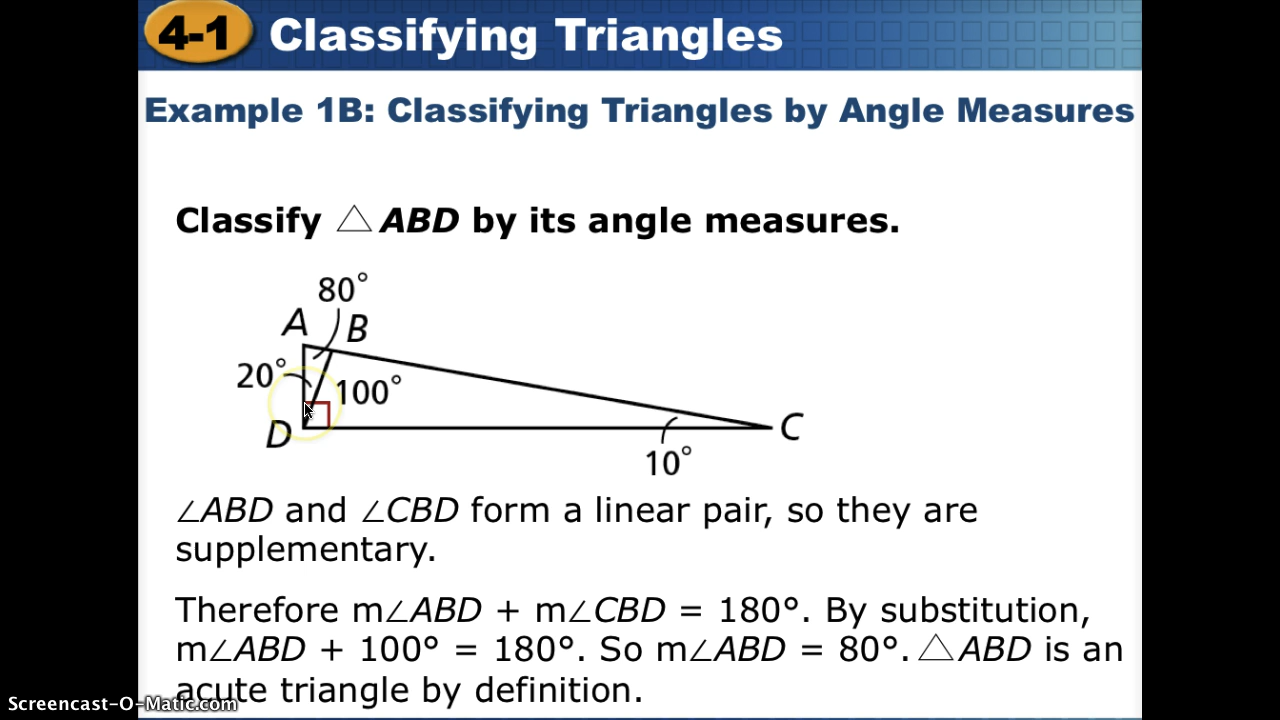 4-1 Classifying Triangles
Example 1B: Classifying Triangles by Angle Measures
Classify △ABD by its angle measures.
80°
A B
20° 100°
D C
10°
∠ABD and ∠CBD form a linear pair, so they are
supplementary.
Therefore m∠ABD + m∠CBD = 180°. By substitution,
m∠ABD + 100° = 180°. So m∠ABD = 80°. △ABD is an
acute triangle by definition.
Screencast-O-Matic.com